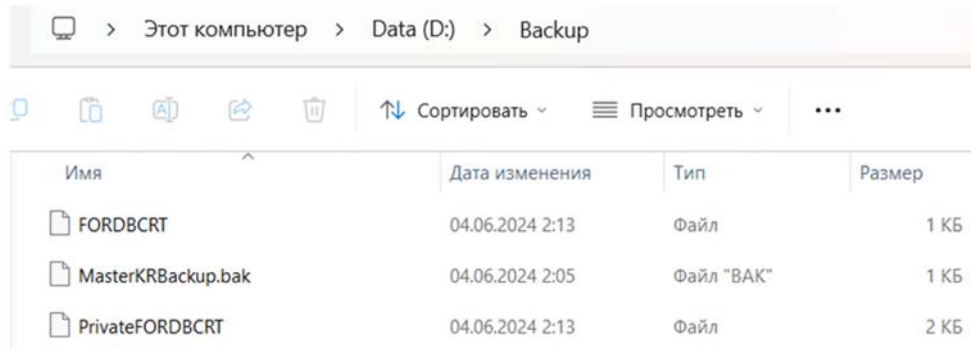 > Этот компьютер > Data (D:) > Backup
Сортировать Просмотреть ...
Имя Дата изменения Тип Размер
FORDBCRT 04.06.2024 2:13 Файл 1 КБ
MasterKRBackup.bak 04.06.2024 2:05 Файл "BAK" 1 КБ
PrivateFORDBCRT 04.06.2024 2:13 Файл 2 КБ